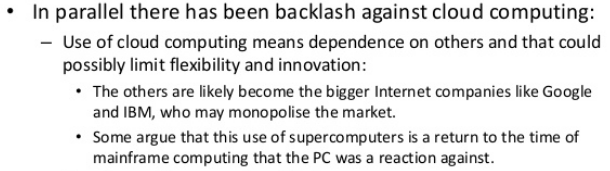 • In parallel there has been backlash against cloud computing:
– Use of cloud computing means dependence on others and that could
possibly limit flexibility and innovation:
• The others are likely become the bigger Internet companies like Google
and IBM, who may monopolise the market.
• Some argue that this use of supercomputers is a return to the time of
mainframe computing that the PC was a reaction against.